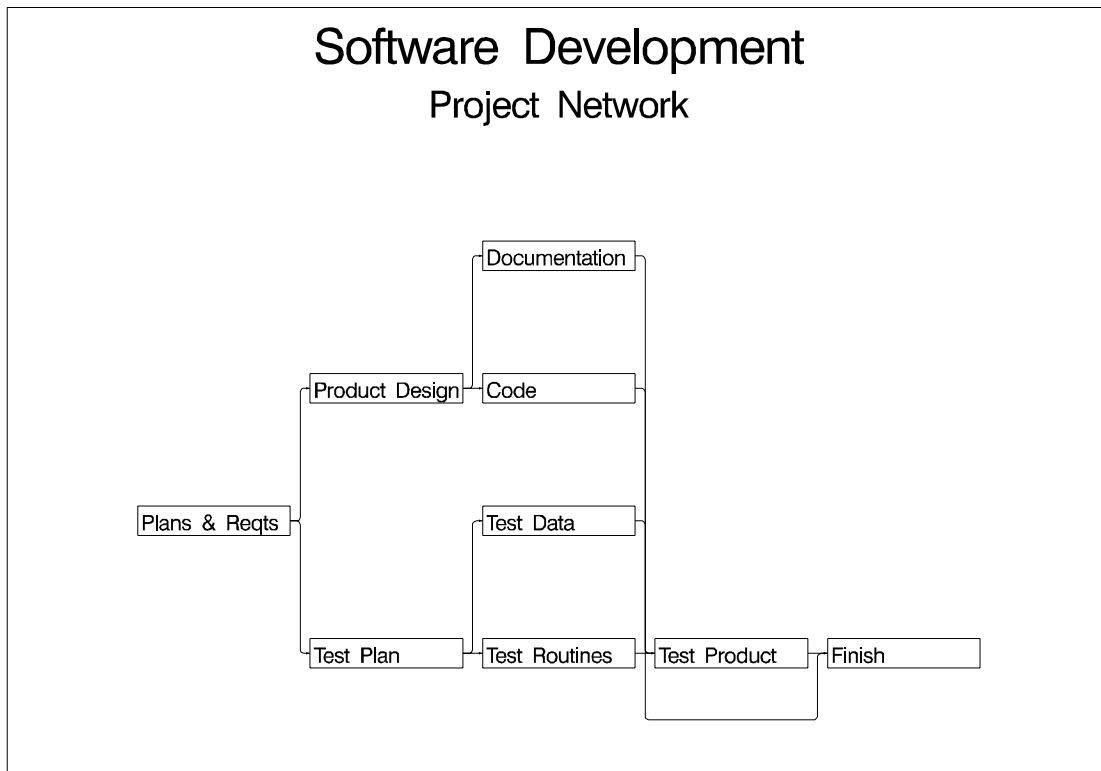 Software Development
Project Network
Documentation
Product Design
Code
Plans & Reqts
Test Data
Test Plan
Test Routines
Test Product
Finish